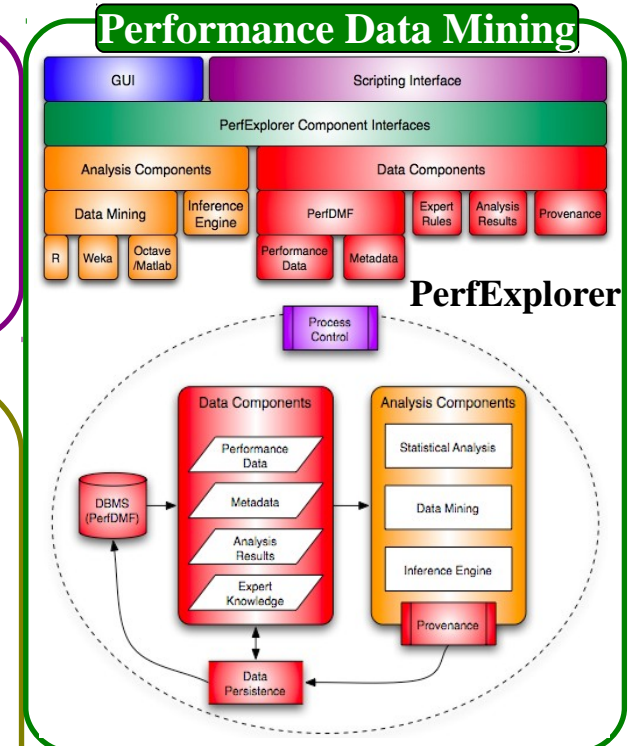 Performance Data Mining
GUI
Scripting Interface
PerfExplorer Component Interfaces
Analysis Components
Data Components
Data Mining
Inference
Engine
PerfDMF
Expert
Rules
Analysis
Results
Provenance
R
Weka
Octave
/Matlab
Performance
Data
Metadata
PerfExplorer
Process
Control
Data Components
Analysis Components
Performance
Data
Statistical Analysis
DBMS
(PerfDMF)
Metadata
Data Mining
Analysis
Results
Expert
Knowledge
Inference Engine
Provenance
Data
Persistence